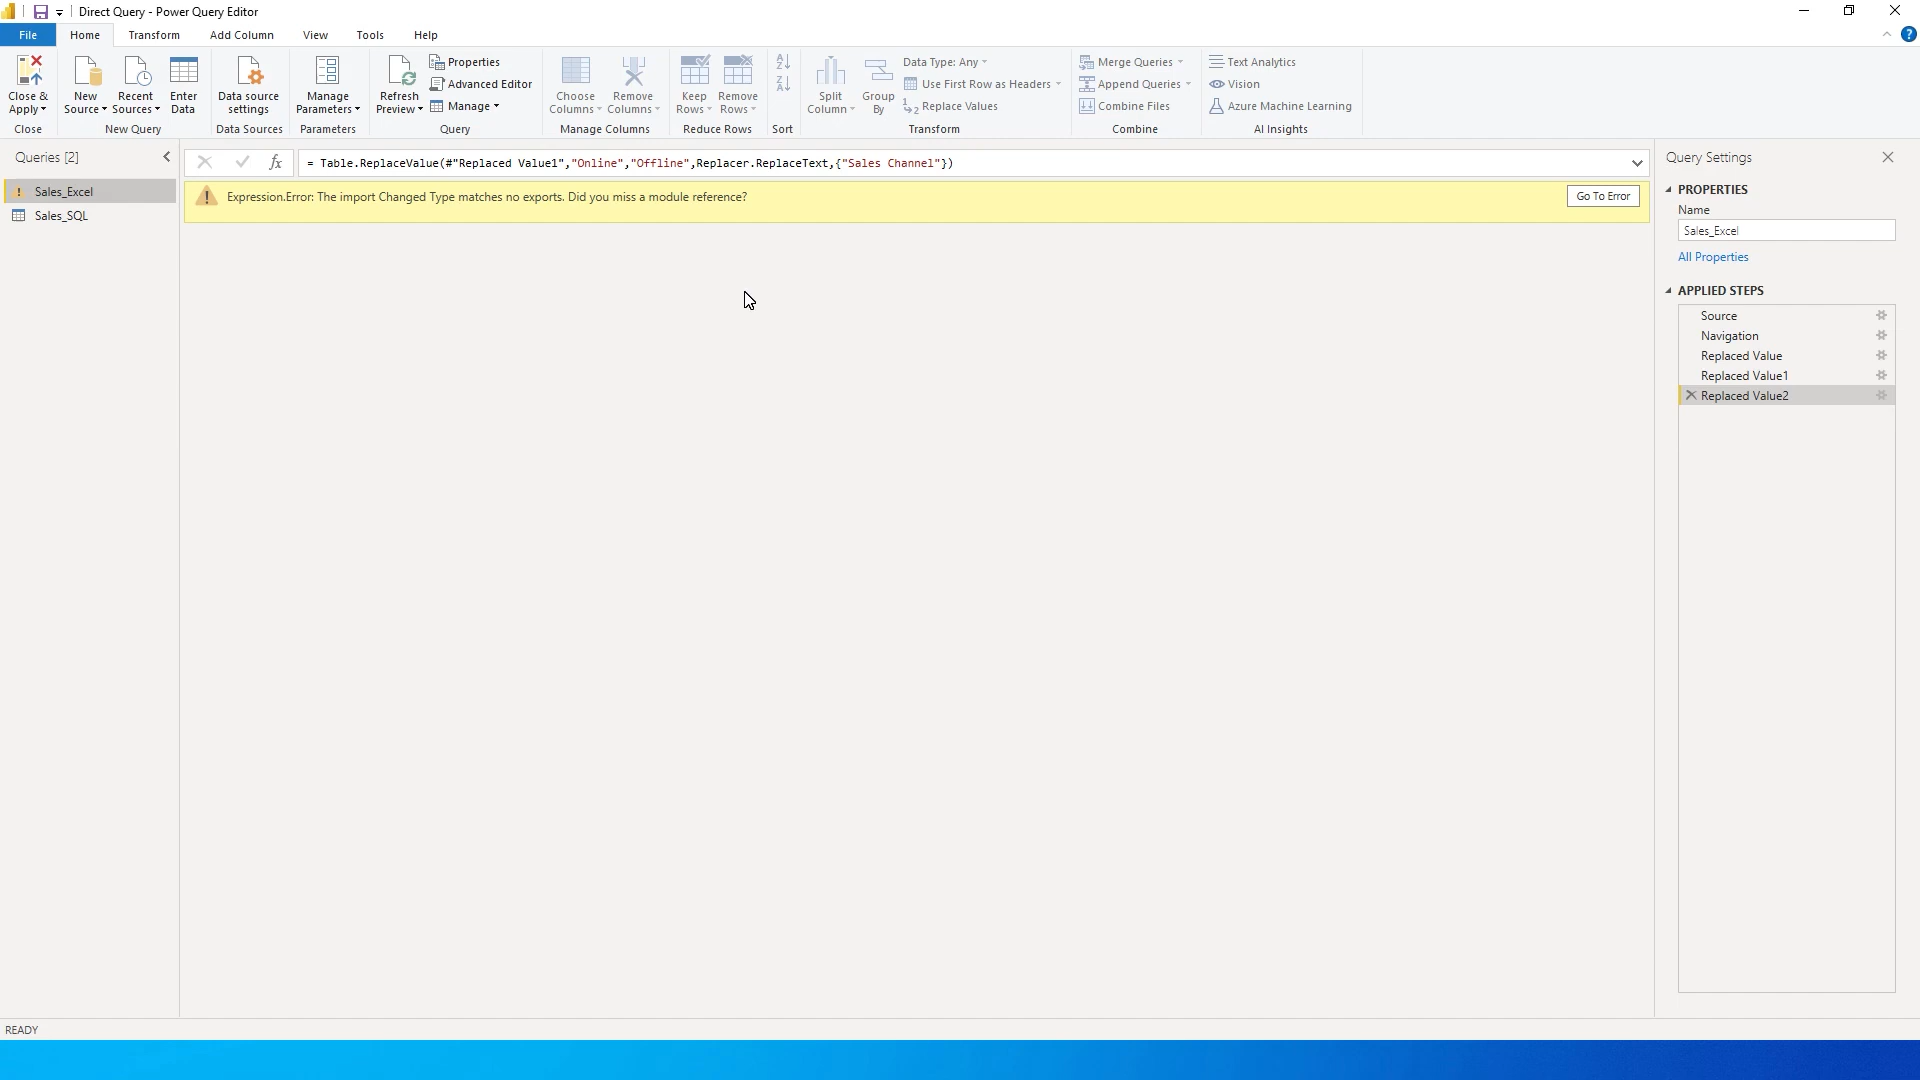 Direct Query - Power Query Editor
File Home Transform Add Column View Tools Help
Close & Apply
Close
New Source
Recent Sources
Enter Data
New Query
Data source settings
Data Sources
Manage Parameters
Parameters
Refresh Preview
Properties
Advanced Editor
Manage
Query
Choose Columns
Remove Columns
Manage Columns
Keep Rows
Remove Rows
Reduce Rows
Sort
Split Column
Group By
Data Type: Any
Use First Row as Headers
Replace Values
Transform
Merge Queries
Append Queries
Combine Files
Combine
Text Analytics
Vision
Azure Machine Learning
AI Insights
Queries [2]
Sales_Excel
Sales_SQL
= Table.ReplaceValue(#"Replaced Value1","Online","Offline",Replacer.ReplaceText,{"Sales Channel"})
Expression.Error: The import Changed Type matches no exports. Did you miss a module reference?
Go To Error
Query Settings
PROPERTIES
Name
Sales_Excel
All Properties
APPLIED STEPS
Source
Navigation
Replaced Value
Replaced Value1
Replaced Value2
READY